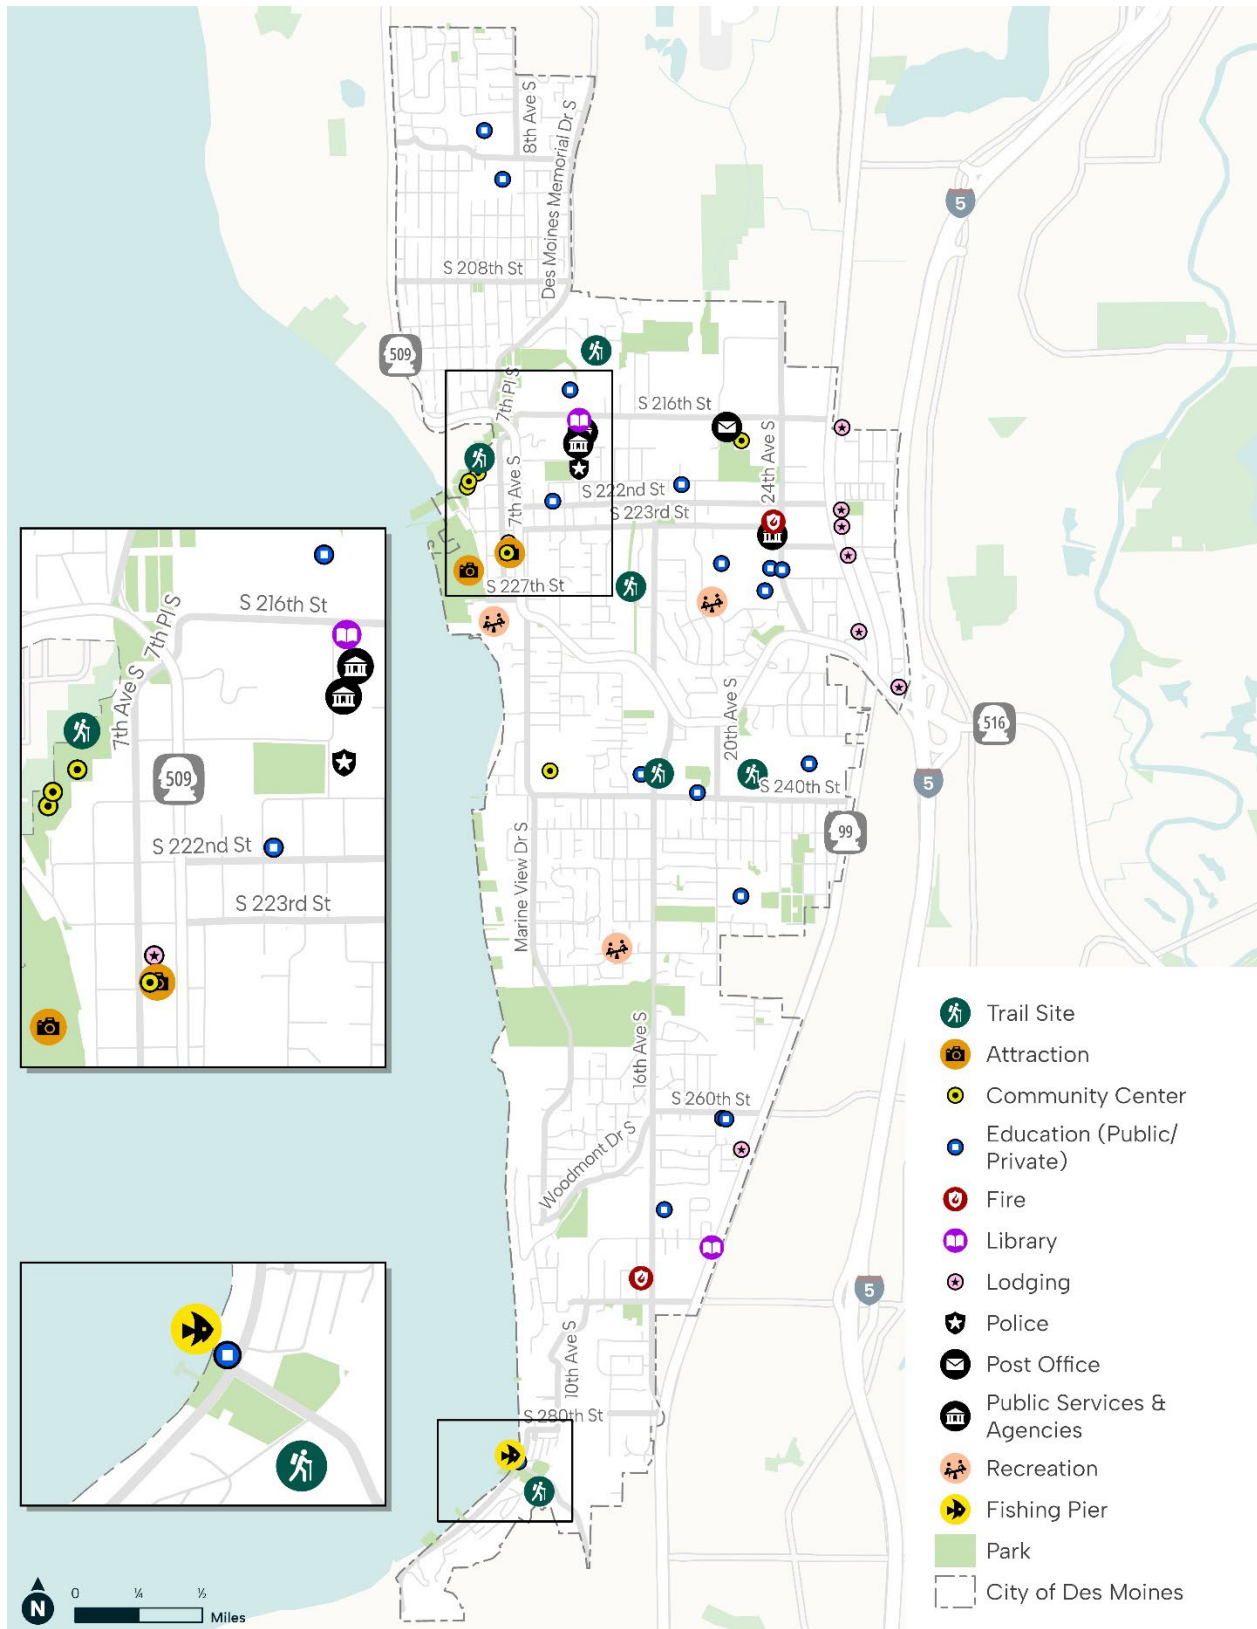 8th Ave S
Des Moines Memorial Dr S
5
S 208th St
509
7th Pl S
S 216th St
24th Ave S
7th Ave S
S 222nd St
S 223rd St
S 227th St
S 216th St
7th Pl S
7th Ave S
509
S 222nd St
S 223rd St
20th Ave S
516
5
S 240th St
99
Marine View Dr S
16th Ave S
S 260th St
Woodmont Dr S
5
10th Ave S
S 280th St
Trail Site
Attraction
Community Center
Education (Public/
Private)
Fire
Library
Lodging
Police
Post Office
Public Services &
Agencies
Recreation
Fishing Pier
Park
City of Des Moines
N
0 ¼ ½
Miles